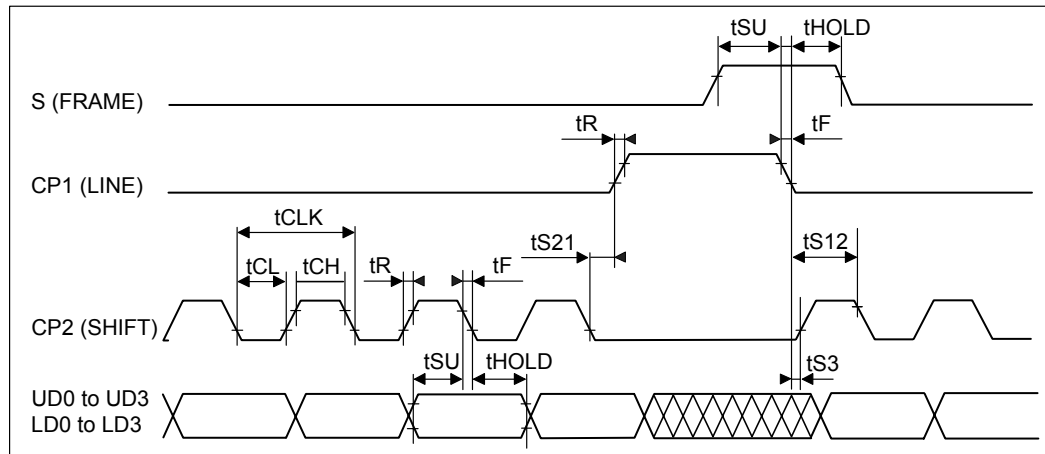 tSU tHOLD
S (FRAME)
tR tF
CP1 (LINE)
tCLK
tS21 tS12
tCL tCH tR tF
CP2 (SHIFT)
tSU tHOLD tS3
UD0 to UD3
LD0 to LD3